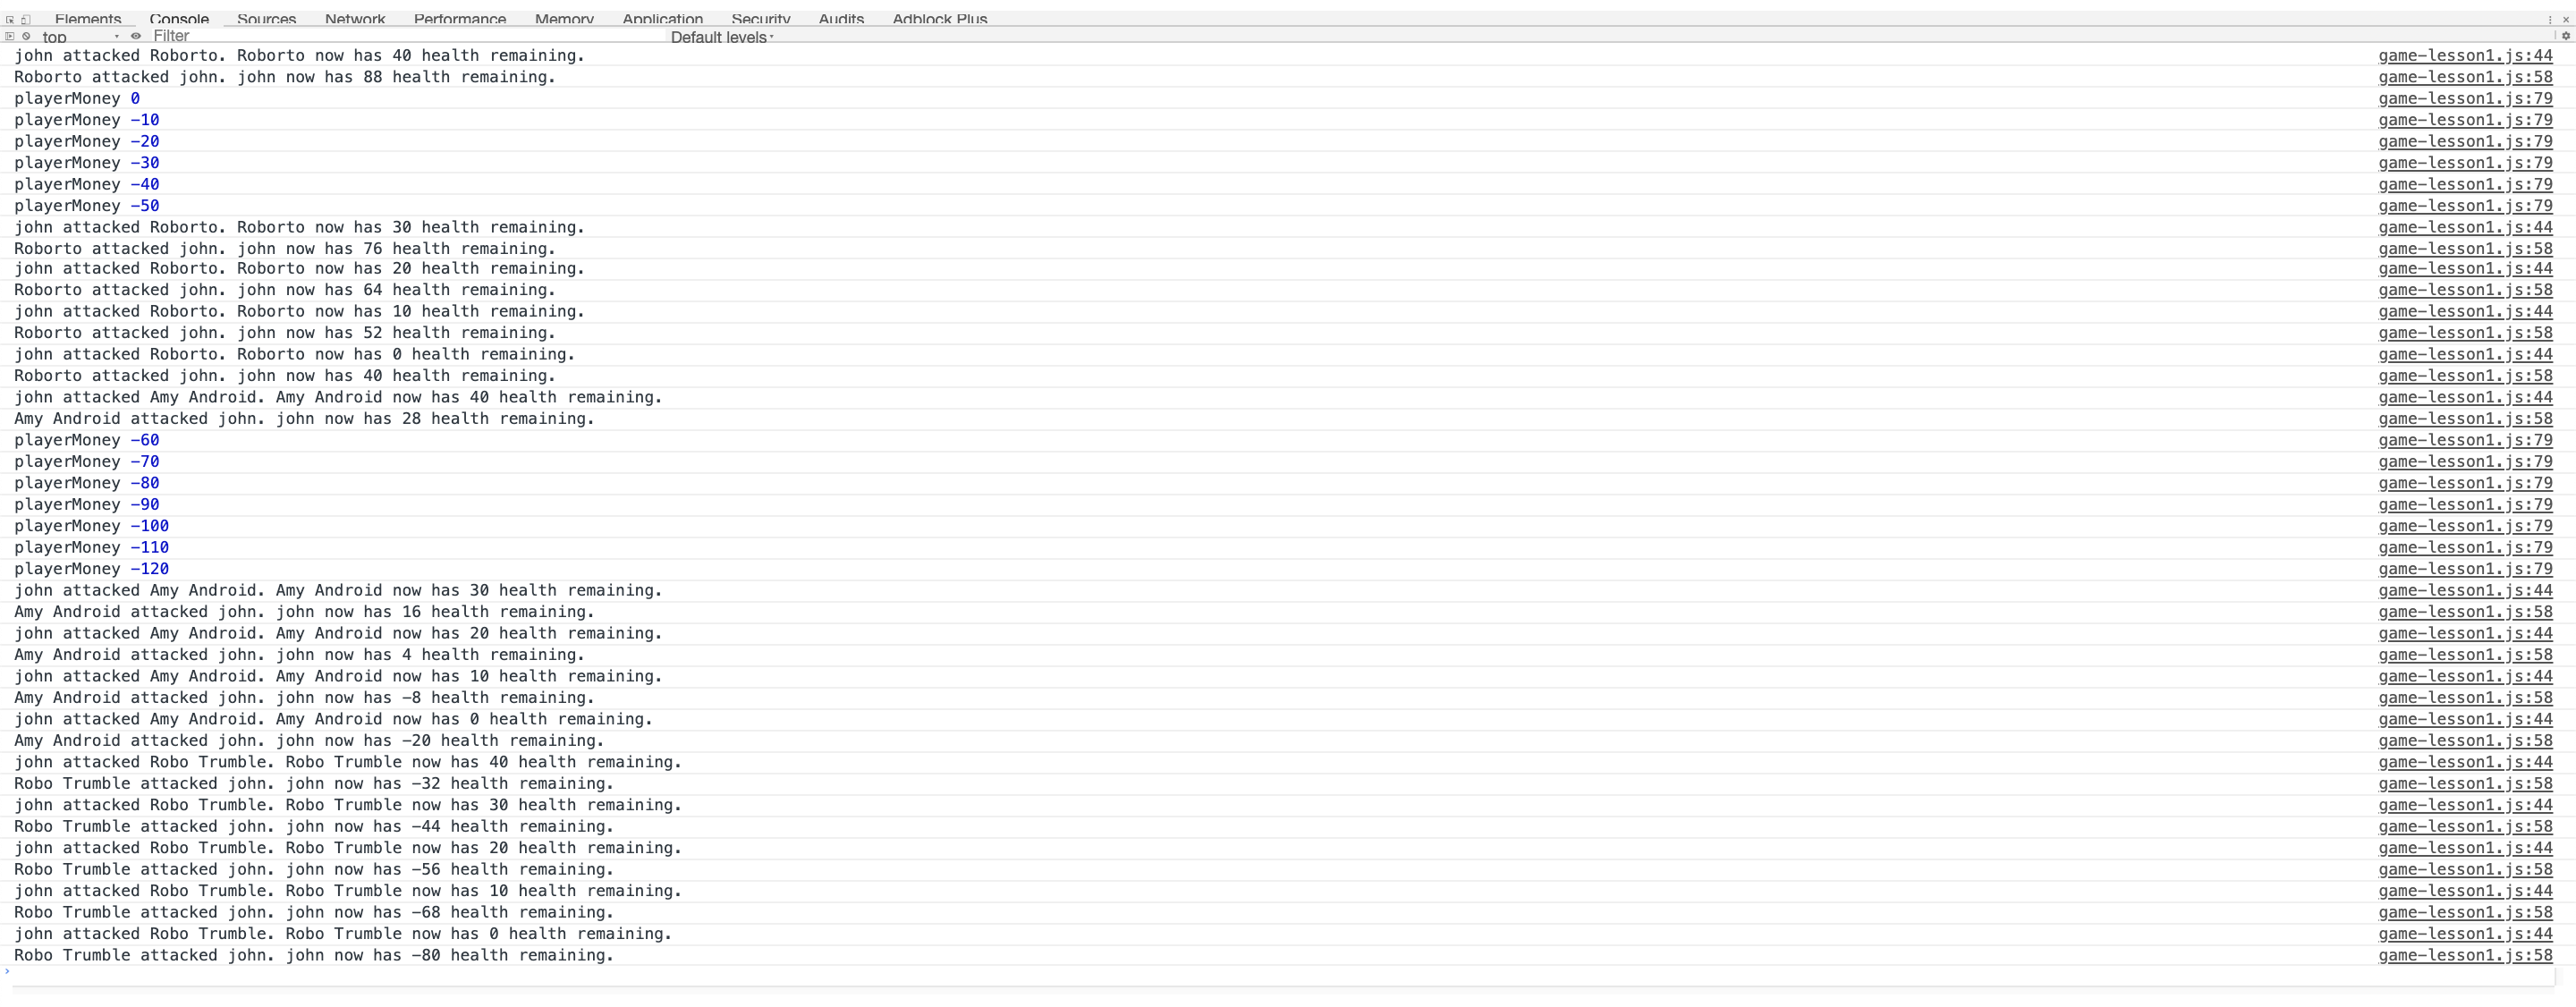 Elements Console Sources Network Performance Memory Application Security Audits Adblock Plus
top Filter Default levels
john attacked Roborto. Roborto now has 40 health remaining. game-lesson1.js:44
Roborto attacked john. john now has 88 health remaining. game-lesson1.js:58
playerMoney 0 game-lesson1.js:79
playerMoney -10 game-lesson1.js:79
playerMoney -20 game-lesson1.js:79
playerMoney -30 game-lesson1.js:79
playerMoney -40 game-lesson1.js:79
playerMoney -50 game-lesson1.js:79
john attacked Roborto. Roborto now has 30 health remaining. game-lesson1.js:44
Roborto attacked john. john now has 76 health remaining. game-lesson1.js:58
john attacked Roborto. Roborto now has 20 health remaining. game-lesson1.js:44
Roborto attacked john. john now has 64 health remaining. game-lesson1.js:58
john attacked Roborto. Roborto now has 10 health remaining. game-lesson1.js:44
Roborto attacked john. john now has 52 health remaining. game-lesson1.js:58
john attacked Roborto. Roborto now has 0 health remaining. game-lesson1.js:44
Roborto attacked john. john now has 40 health remaining. game-lesson1.js:58
john attacked Amy Android. Amy Android now has 40 health remaining. game-lesson1.js:44
Amy Android attacked john. john now has 28 health remaining. game-lesson1.js:58
playerMoney -60 game-lesson1.js:79
playerMoney -70 game-lesson1.js:79
playerMoney -80 game-lesson1.js:79
playerMoney -90 game-lesson1.js:79
playerMoney -100 game-lesson1.js:79
playerMoney -110 game-lesson1.js:79
playerMoney -120 game-lesson1.js:79
john attacked Amy Android. Amy Android now has 30 health remaining. game-lesson1.js:44
Amy Android attacked john. john now has 16 health remaining. game-lesson1.js:58
john attacked Amy Android. Amy Android now has 20 health remaining. game-lesson1.js:44
Amy Android attacked john. john now has 4 health remaining. game-lesson1.js:58
john attacked Amy Android. Amy Android now has 10 health remaining. game-lesson1.js:44
Amy Android attacked john. john now has -8 health remaining. game-lesson1.js:58
john attacked Amy Android. Amy Android now has 0 health remaining. game-lesson1.js:44
Amy Android attacked john. john now has -20 health remaining. game-lesson1.js:58
john attacked Robo Trumble. Robo Trumble now has 40 health remaining. game-lesson1.js:44
Robo Trumble attacked john. john now has -32 health remaining. game-lesson1.js:58
john attacked Robo Trumble. Robo Trumble now has 30 health remaining. game-lesson1.js:44
Robo Trumble attacked john. john now has -44 health remaining. game-lesson1.js:58
john attacked Robo Trumble. Robo Trumble now has 20 health remaining. game-lesson1.js:44
Robo Trumble attacked john. john now has -56 health remaining. game-lesson1.js:58
john attacked Robo Trumble. Robo Trumble now has 10 health remaining. game-lesson1.js:44
Robo Trumble attacked john. john now has -68 health remaining. game-lesson1.js:58
john attacked Robo Trumble. Robo Trumble now has 0 health remaining. game-lesson1.js:44
Robo Trumble attacked john. john now has -80 health remaining. game-lesson1.js:58